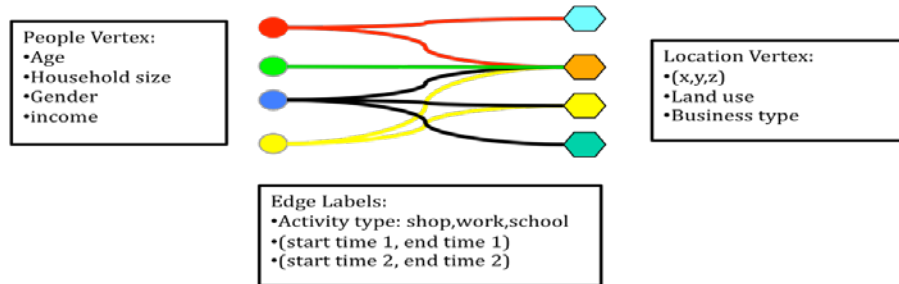 People Vertex:
•Age
•Household size
•Gender
•income
Location Vertex:
•(x,y,z)
•Land use
•Business type
Edge Labels:
•Activity type: shop,work,school
•(start time 1, end time 1)
•(start time 2, end time 2)